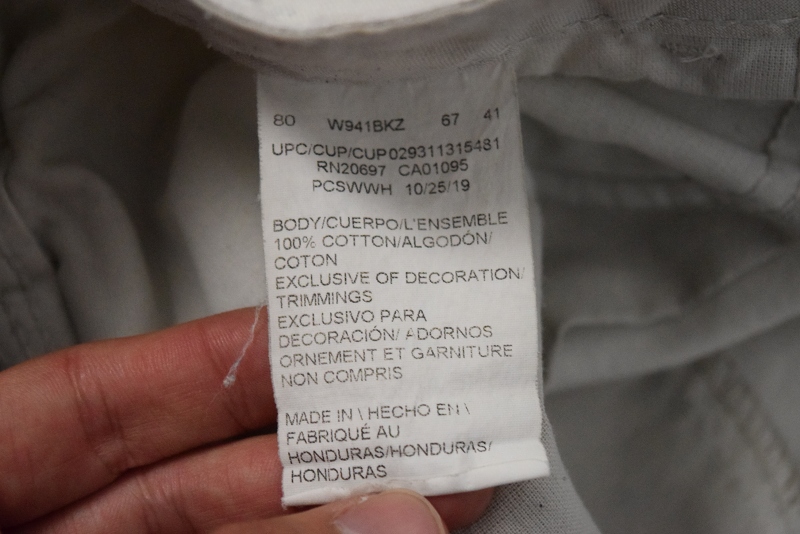 80 W941BKZ 67 41
UPC/CUP/CUP029311315481
RN20697 CA01095
PCSWWH 10/25/19
BODY/CUERPO/L'ENSEMBLE
100% COTTON/ALGODÓN/
COTON
EXCLUSIVE OF DECORATION/
TRIMMINGS
EXCLUSIVO PARA
DECORACIÓN/ ADORNOS
ORNEMENT ET GARNITURE
NON COMPRIS
MADE IN \ HECHO EN \
FABRIQUÉ AU
HONDURAS/HONDURAS/
HONDURAS